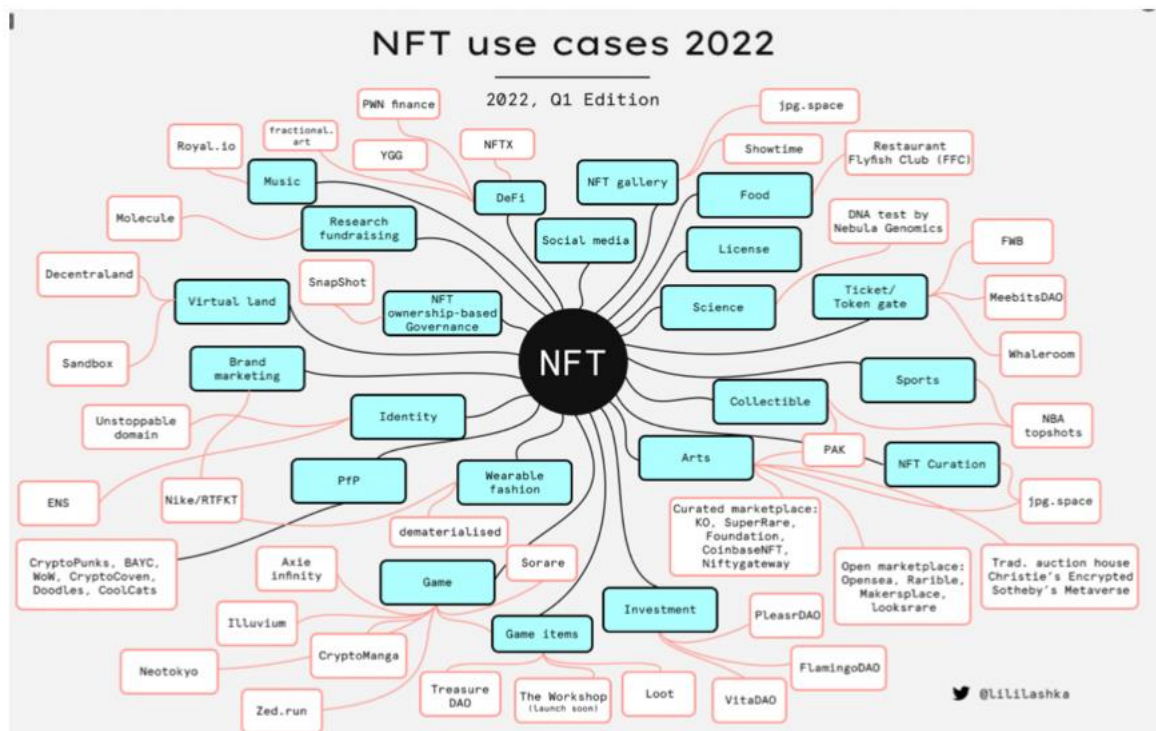 NFT use cases 2022
2022, Q1 Edition
PWN finance
jpg.space
fractional.
art
Royal.io
YGG
NFTX
Showtime
Restaurant
Flyfish Club (FFC)
Music
DeFi
NFT gallery
Food
Molecule
Research
fundraising
Social media
License
DNA test by
Nebula Genomics
FWB
Decentraland
SnapShot
Virtual land
NFT
ownership-based
Governance
Science
Ticket/
Token gate
MeebitsDAO
Sandbox
Brand
marketing
NFT
Whaleroom
Sports
Unstoppable
domain
Identity
Collectible
NBA
topshots
PAK
ENS
Nike/RTFKT
PfP
Wearable
fashion
Arts
NFT Curation
jpg.space
dematerialised
Curated marketplace:
KO, SuperRare,
Foundation,
CoinbaseNFT,
Niftygateway
CryptoPunks, BAYC,
WoW, CryptoCoven,
Doodles, CoolCats
Axie
infinity
Game
Sorare
Open marketplace:
Opensea, Rarible,
Makersplace,
Looksrare
Trad. auction house
Christie's Encrypted
Sotheby's Metaverse
Illuvium
Investment
PleasrDAO
Neotokyo
CryptoManga
Game items
FlamingoDAO
Zed.run
Treasure
DAO
The Workshop
(launch soon)
Loot
VitaDAO
@lililashka